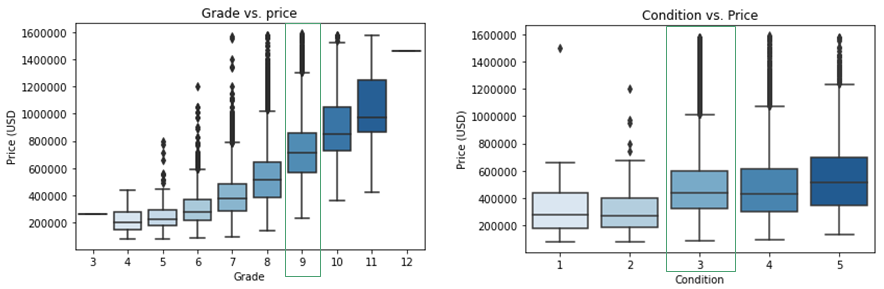 Grade vs. price
Price (USD
1600000
1400000
1200000
1000000
800000
600000
400000
200000
3 4 5 6 7 8 9 10 11 12
Grade
Condition vs. Price
Price (USD)
1600000
1400000
1200000
1000000
800000
600000
400000
200000
1 2 3 4 5
Condition